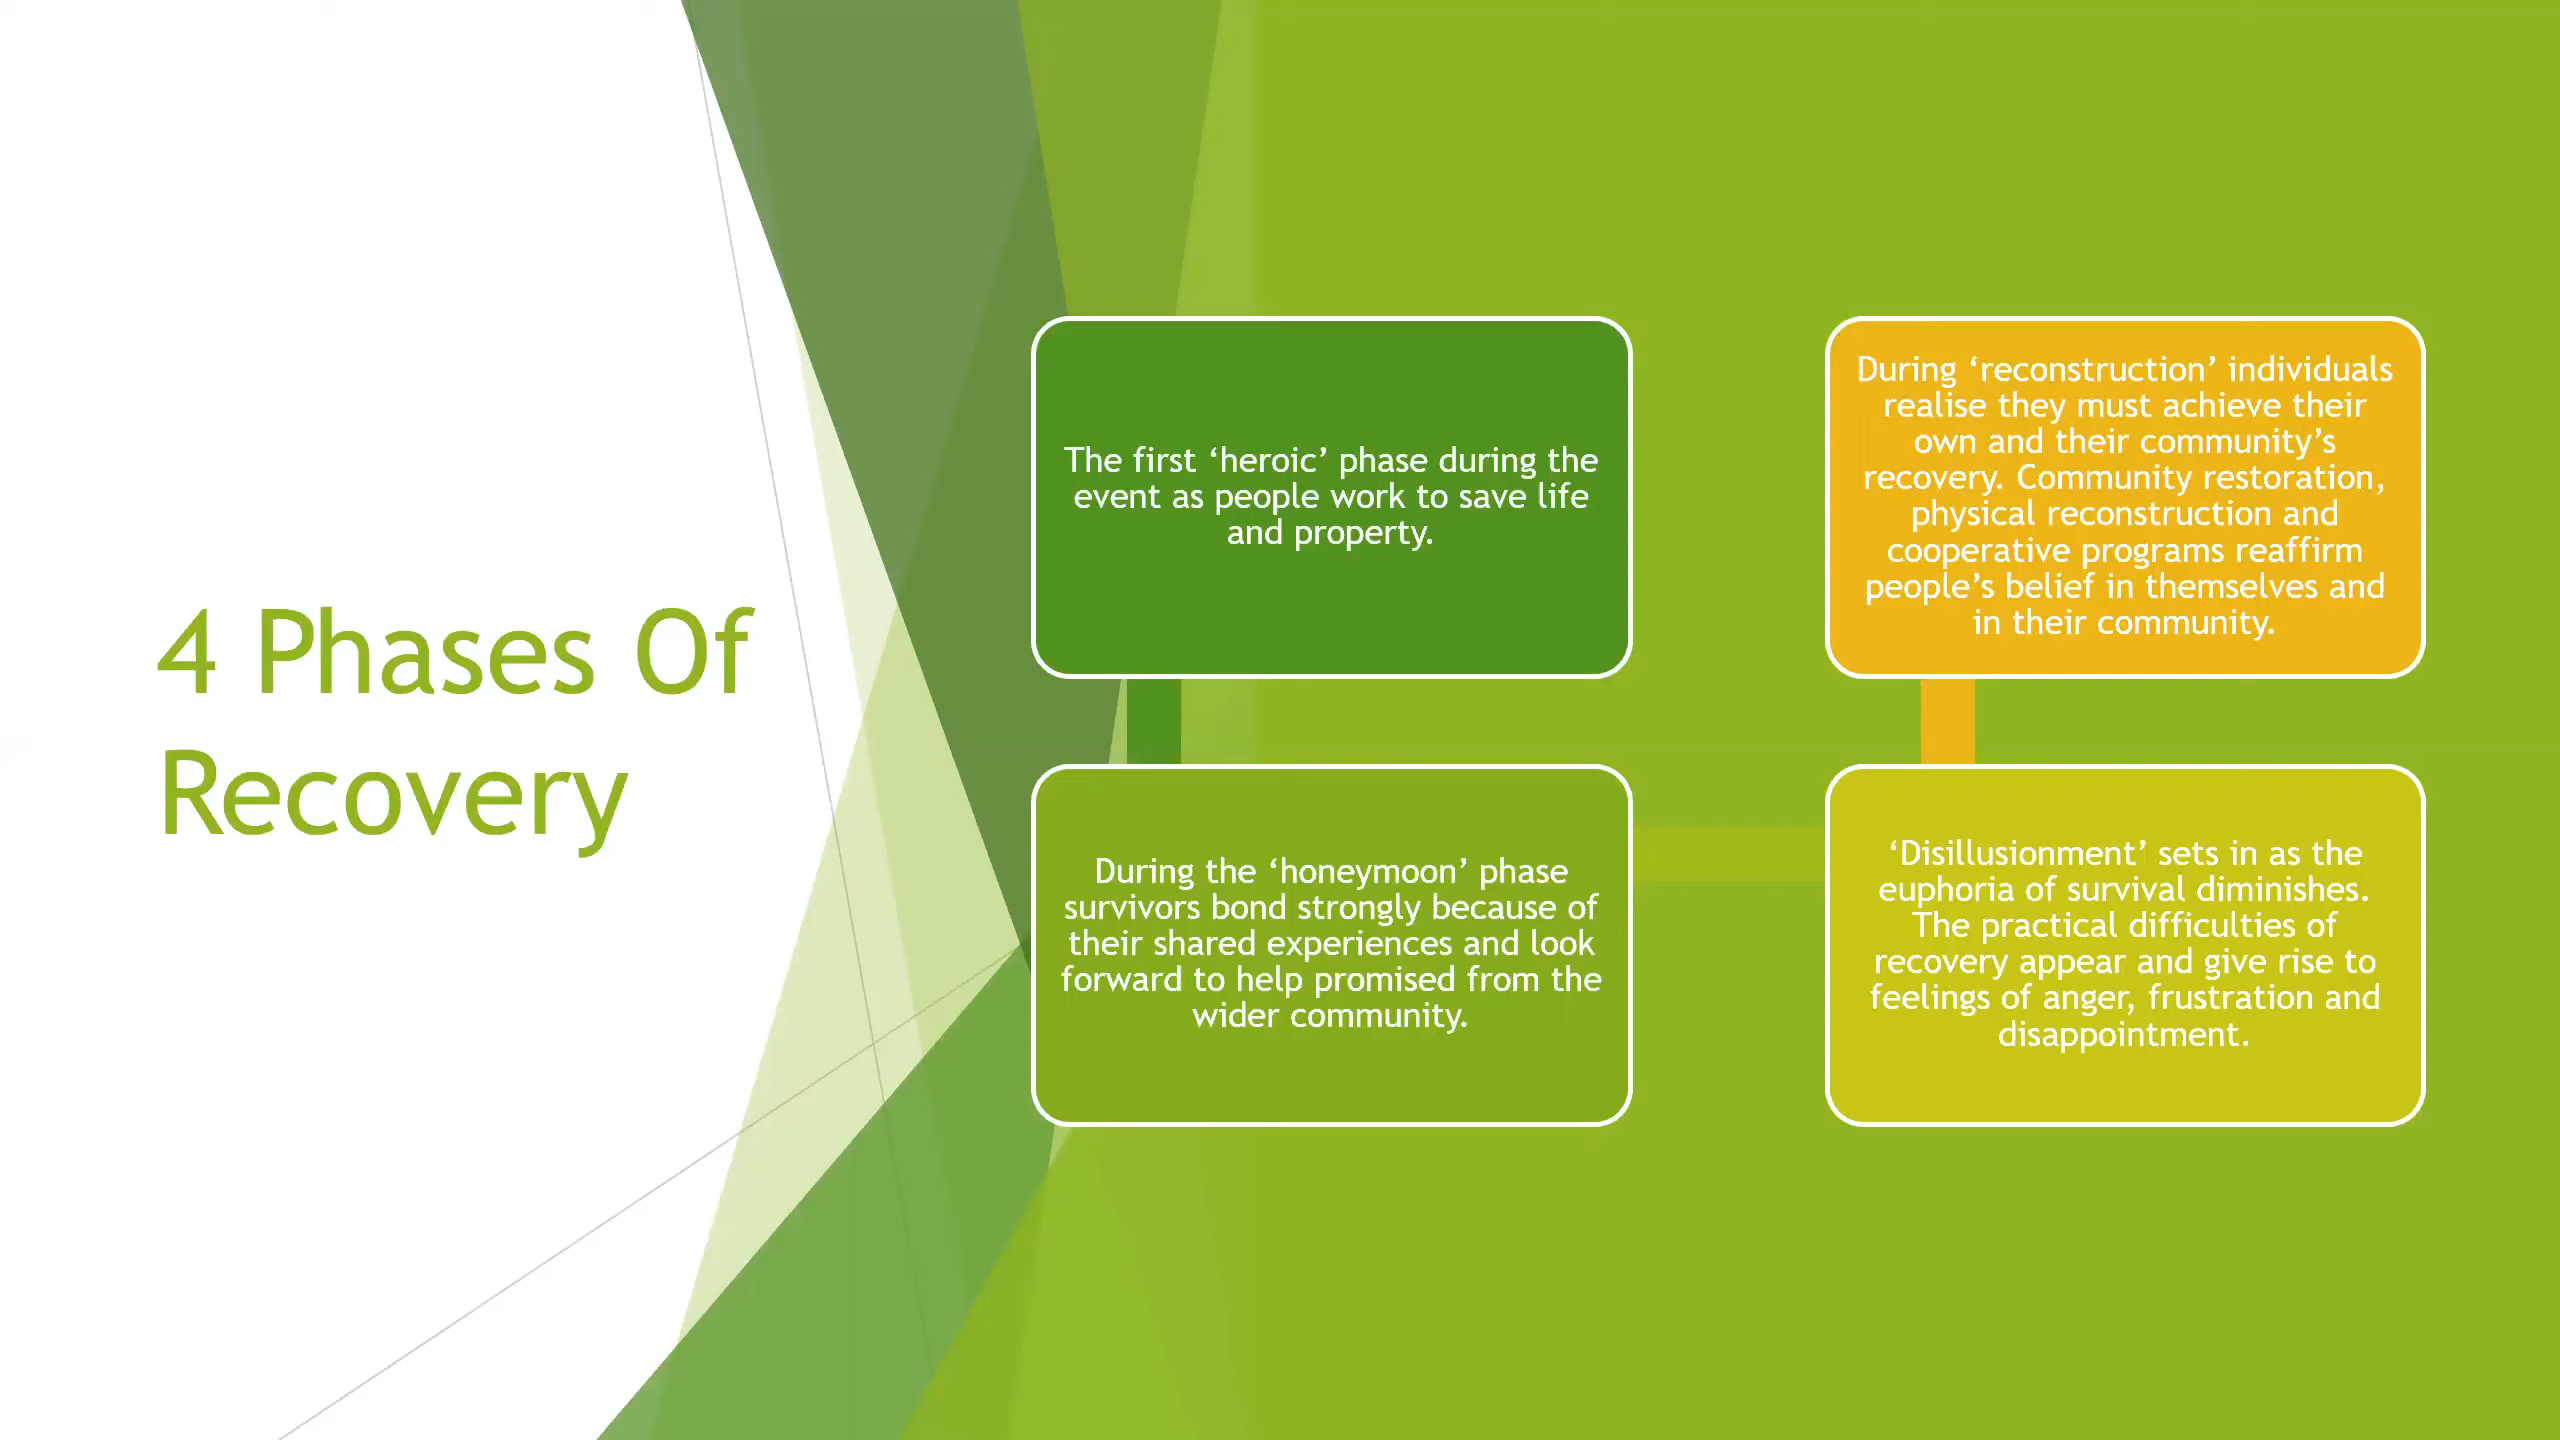 4 Phases Of
Recovery
The first ‘heroic’ phase during the
event as people work to save life
and property.
During the ‘honeymoon’ phase
survivors bond strongly because of
their shared experiences and look
forward to help promised from the
wider community.
‘Disillusionment’ sets in as the
euphoria of survival diminishes.
The practical difficulties of
recovery appear and give rise to
feelings of anger, frustration and
disappointment.
During ‘reconstruction’ individuals
realise they must achieve their
own and their community’s
recovery. Community restoration,
physical reconstruction and
cooperative programs reaffirm
people’s belief in themselves and
in their community.